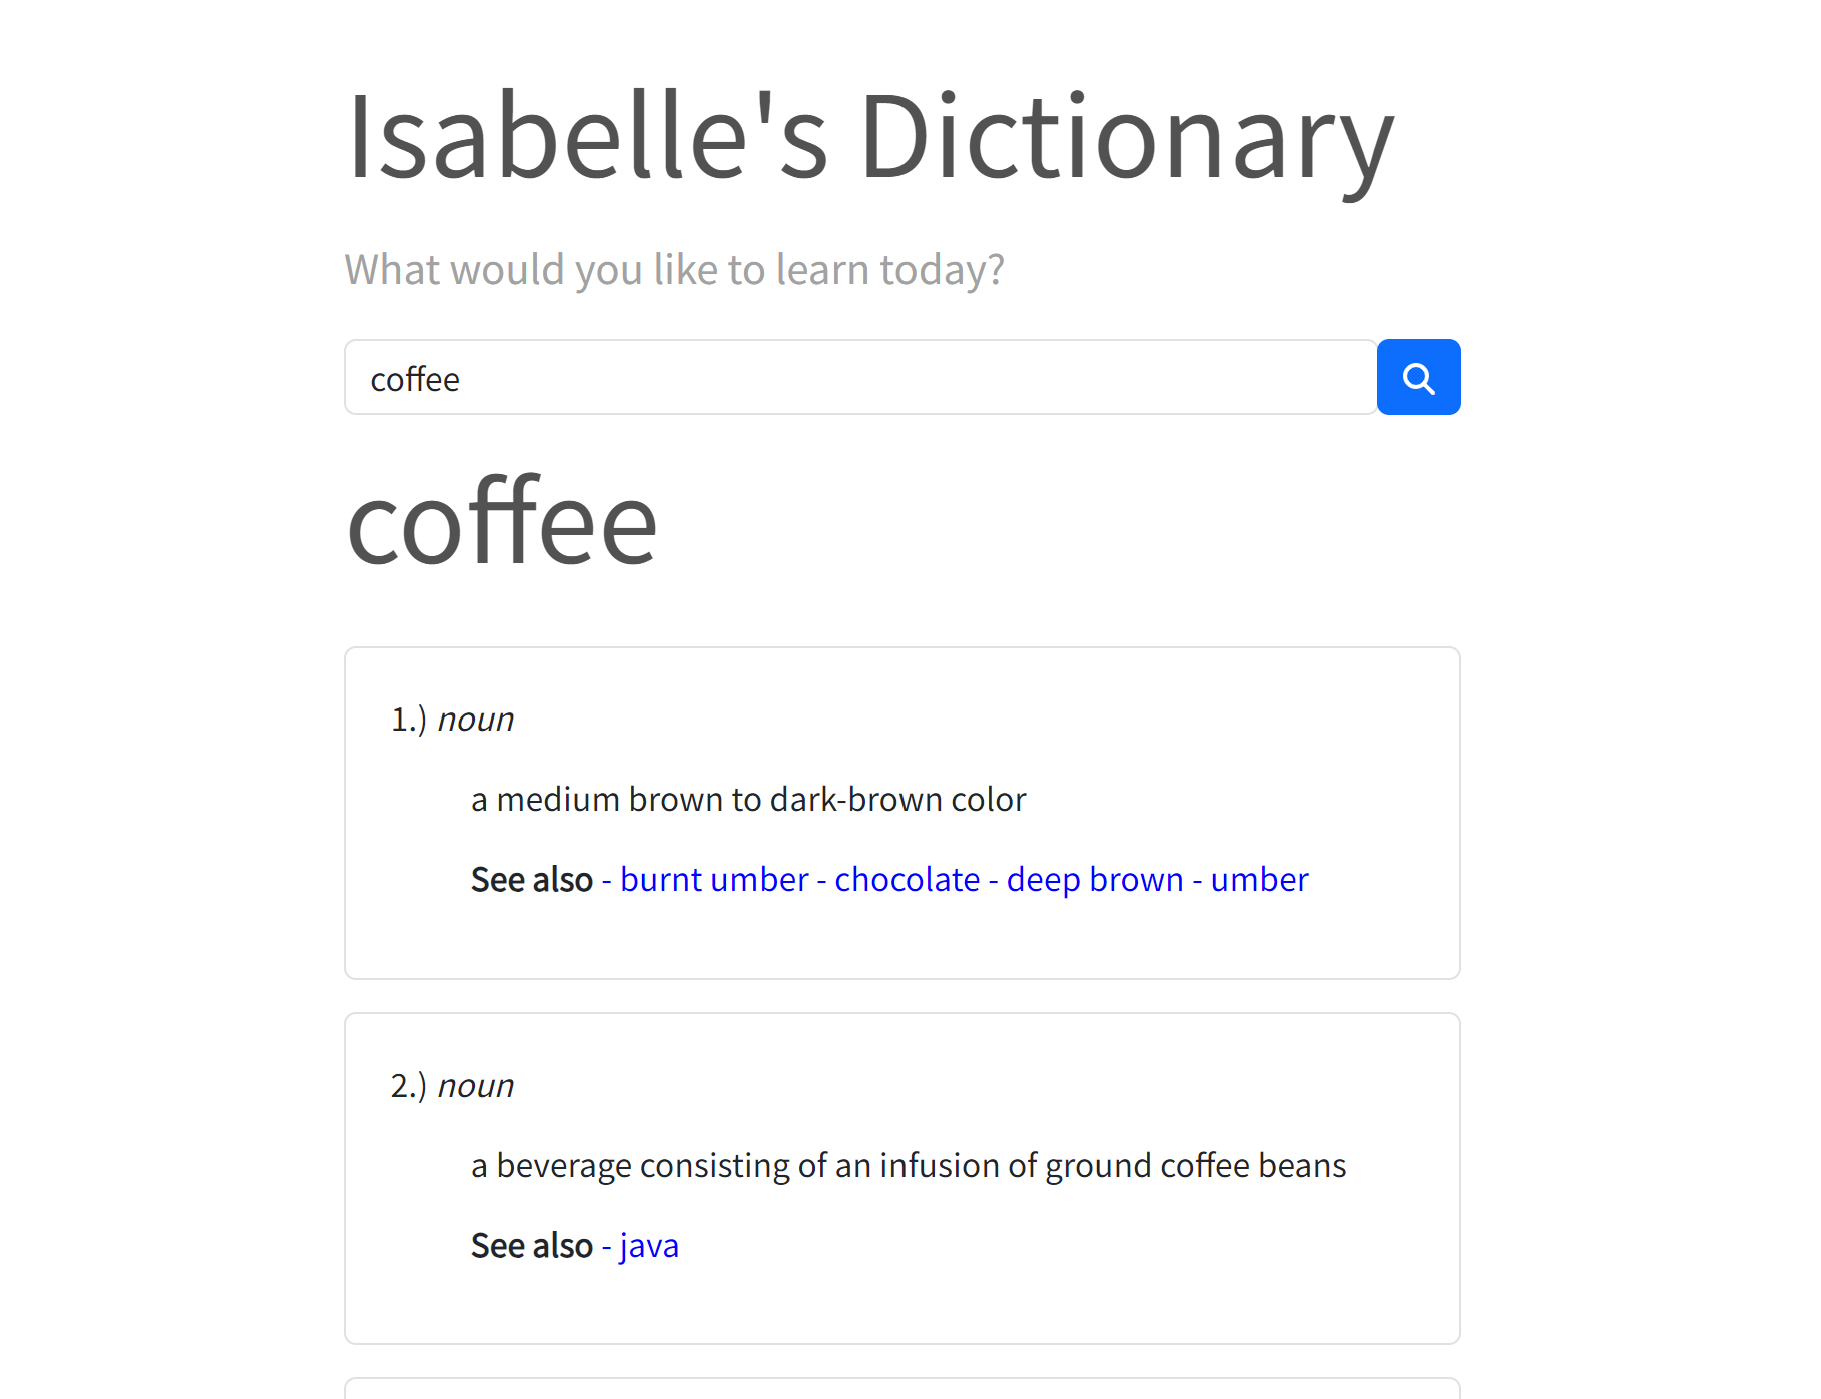 Isabelle's Dictionary
What would you like to learn today?
coffee
coffee
1.) noun
a medium brown to dark-brown color
See also - burnt umber - chocolate - deep brown - umber
2.) noun
a beverage consisting of an infusion of ground coffee beans
See also - java